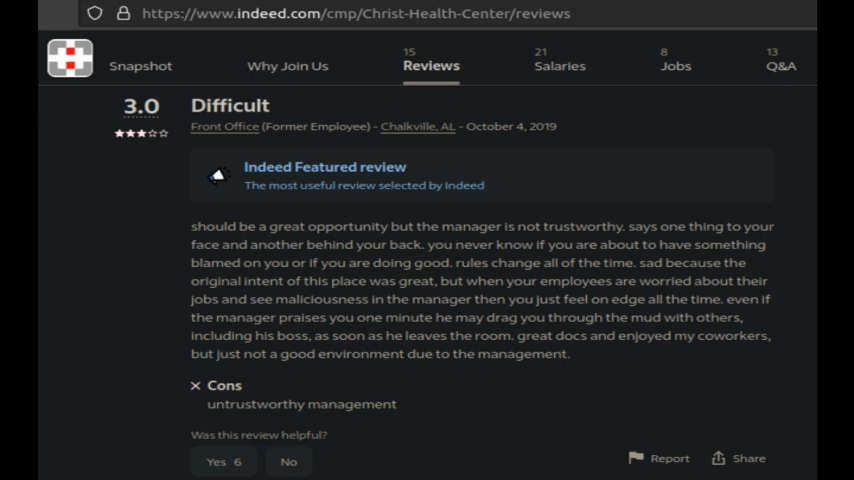 https://www.indeed.com/cmp/Christ-Health-Center/reviews
15 21 8 13
Snapshot Why Join Us Reviews Salaries Jobs Q&A
3.0 Difficult
Front Office (Former Employee) - Chalkville, AL - October 4, 2019
Indeed Featured review
The most useful review selected by Indeed
should be a great opportunity but the manager is not trustworthy. says one thing to your
face and another behind your back. you never know if you are about to have something
blamed on you or if you are doing good. rules change all of the time. sad because the
original intent of this place was great, but when your employees are worried about their
jobs and see maliciousness in the manager then you just feel on edge all the time. even if
the manager praises you one minute he may drag you through the mud with others,
including his boss, as soon as he leaves the room. great docs and enjoyed my coworkers,
but just not a good environment due to the management.
Cons
untrustworthy management
Was this review helpful?
Yes 6 No Report Share